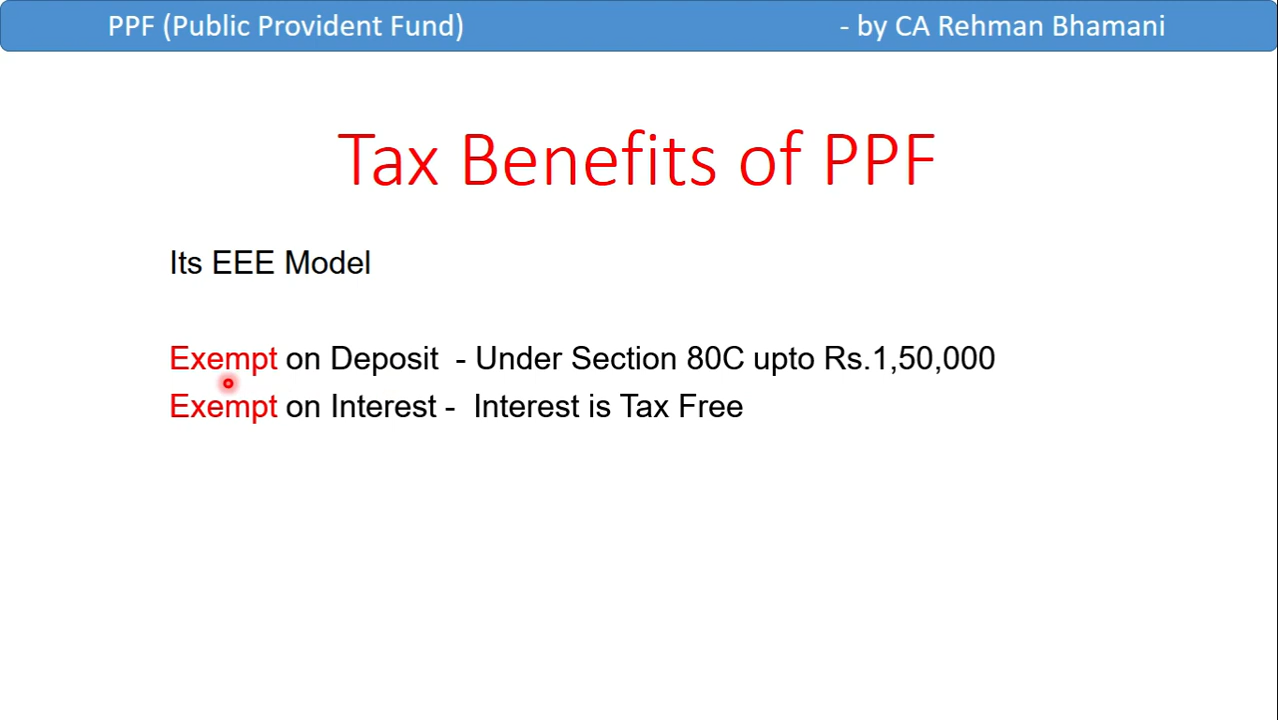 PPF (Public Provident Fund) - by CA Rehman Bhamani
Tax Benefits of PPF
Its EEE Model
Exempt on Deposit - Under Section 80C upto Rs.1,50,000
Exempt on Interest - Interest is Tax Free